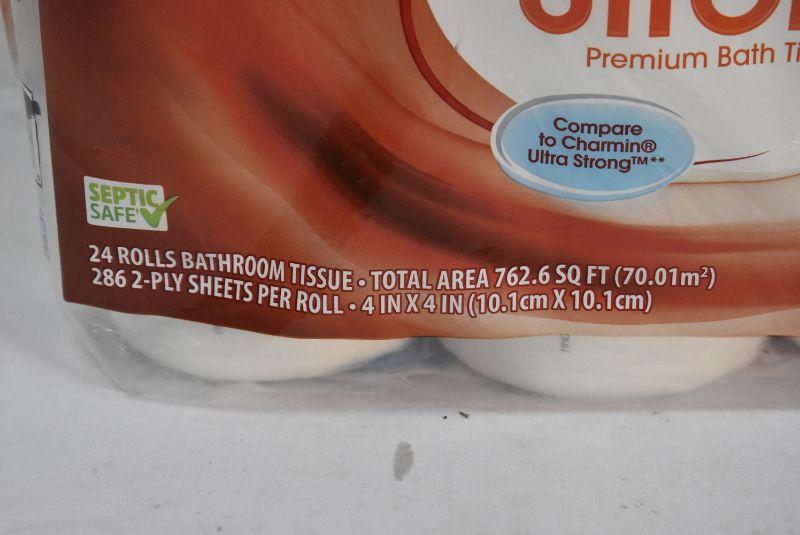 Premium Bath
Compare
to Charmin®
Ultra Strong™**
SEPTIC
SAFE†
24 ROLLS BATHROOM TISSUE • TOTAL AREA 762.6 SQ FT (70.01m²)
286 2-PLY SHEETS PER ROLL • 4 IN X 4 IN (10.1cm X 10.1cm)